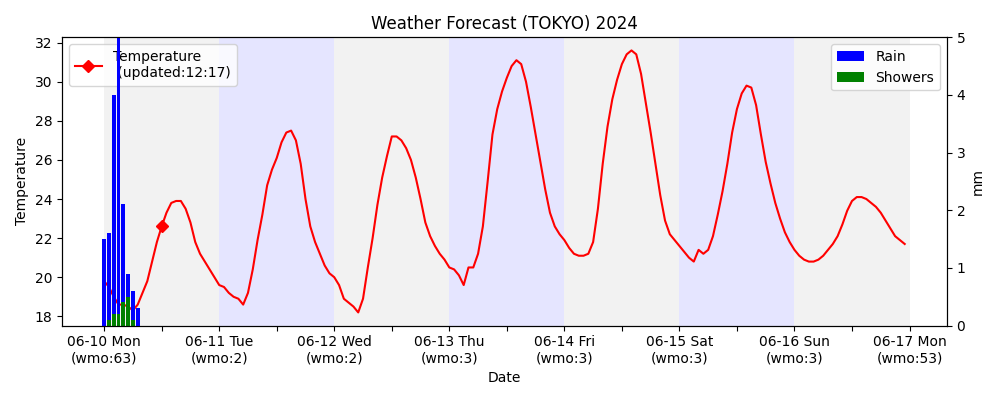 Weather Forecast (TOKYO) 2024
Temperature
(updated:12:17)
Rain
Showers
32
30
28
26
24
22
20
18
Temperature
5
4
3
2
1
0
mm
06-10 Mon
(wmo:63)
06-11 Tue
(wmo:2)
06-12 Wed
(wmo:2)
06-13 Thu
(wmo:3)
06-14 Fri
(wmo:3)
06-15 Sat
(wmo:3)
06-16 Sun
(wmo:3)
06-17 Mon
(wmo:53)
Date